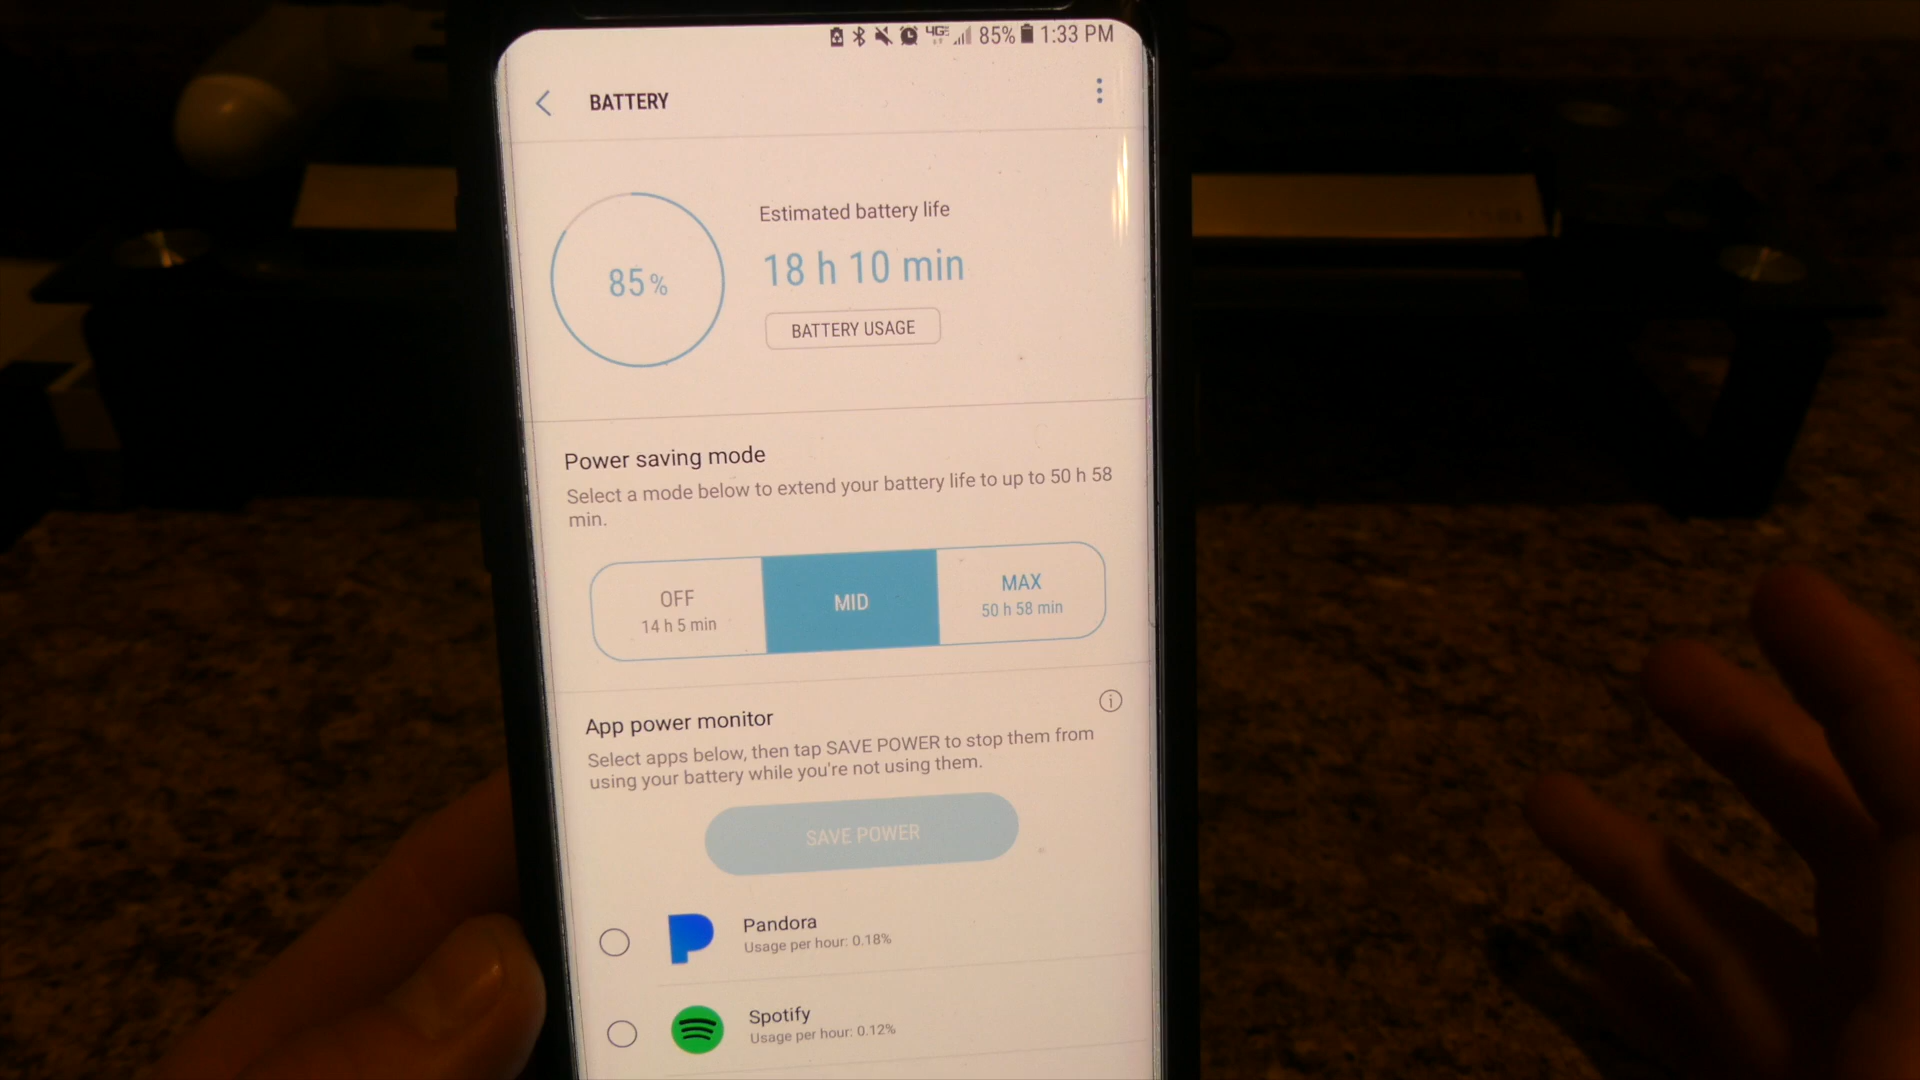 4G 85% 1:33 PM
BATTERY
Estimated battery life
85%
18 h 10 min
BATTERY USAGE
Power saving mode
Select a mode below to extend your battery life to up to 50 h 58
min.
OFF
14 h 5 min
MID
MAX
50 h 58 min
App power monitor
Select apps below, then tap SAVE POWER to stop them from
using your battery while you're not using them.
SAVE POWER
Pandora
Usage per hour: 0.18%
Spotify
Usage per hour: 0.12%